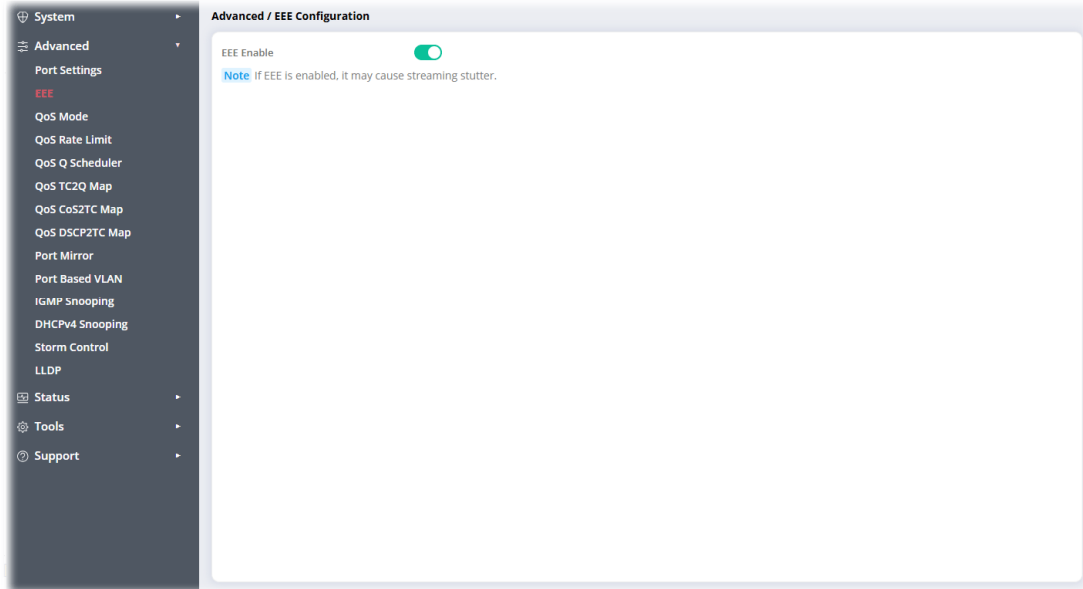 System
Advanced
Port Settings
EEE
QoS Mode
QoS Rate Limit
QoS Q Scheduler
QoS TC2Q Map
QoS CoS2TC Map
QoS DSCP2TC Map
Port Mirror
Port Based VLAN
IGMP Snooping
DHCPv4 Snooping
Storm Control
LLDP
Status
Tools
Support
Advanced / EEE Configuration
EEE Enable
Note If EEE is enabled, it may cause streaming stutter.